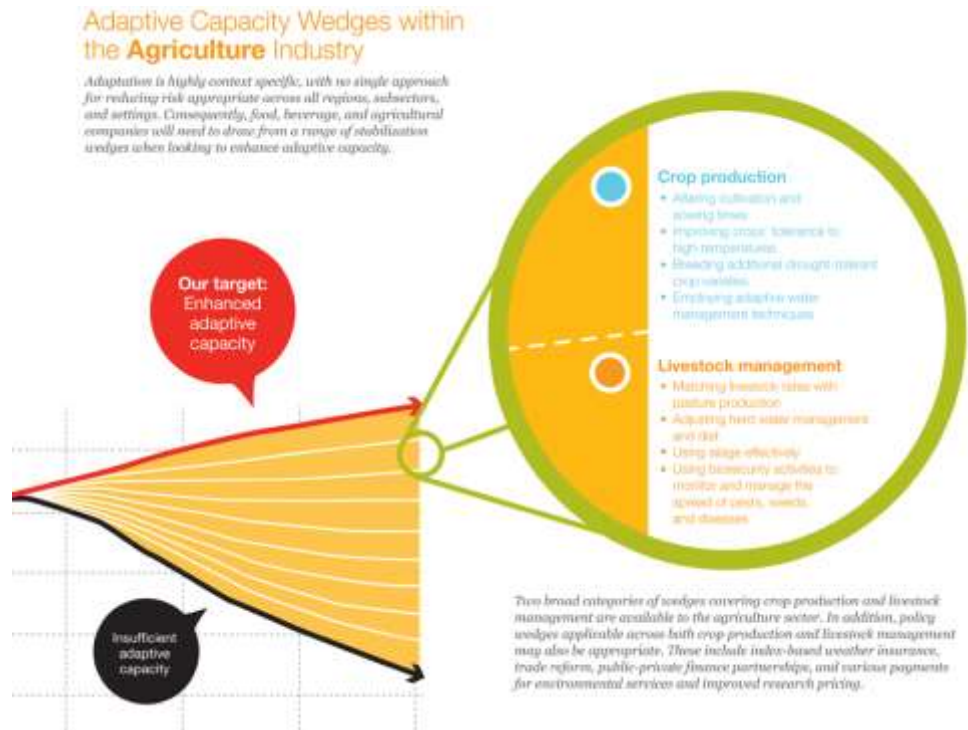 Adaptive Capacity Wedges within
the Agriculture Industry
Adaptation is highly context specific, with no single approach
for reducing risk appropriate across all regions, subsectors,
and settings. Consequently, food, beverage, and agricultural
companies will need to draw from a range of stabilization
wedges when looking to enhance adaptive capacity.
Our target:
Enhanced
adaptive
capacity
Insufficient
adaptive
capacity
Crop production
• Altering cultivation and
sowing times
• Improving crops' tolerance to
high temperatures
• Breeding additional drought-tolerant
crop varieties
• Employing adaptive water
management techniques
Livestock management
• Matching livestock rates with
pasture production
• Adjusting herd water management
and diet
• Using silage effectively
• Using biosecurity activities to
monitor and manage the
spread of pests, weeds,
and diseases
Two broad categories of wedges covering crop production and livestock
management are available to the agriculture sector. In addition, policy
wedges applicable across both crop production and livestock management
may also be appropriate. These include index-based weather insurance,
trade reform, public-private finance partnerships, and various payments
for environmental services and improved research pricing.